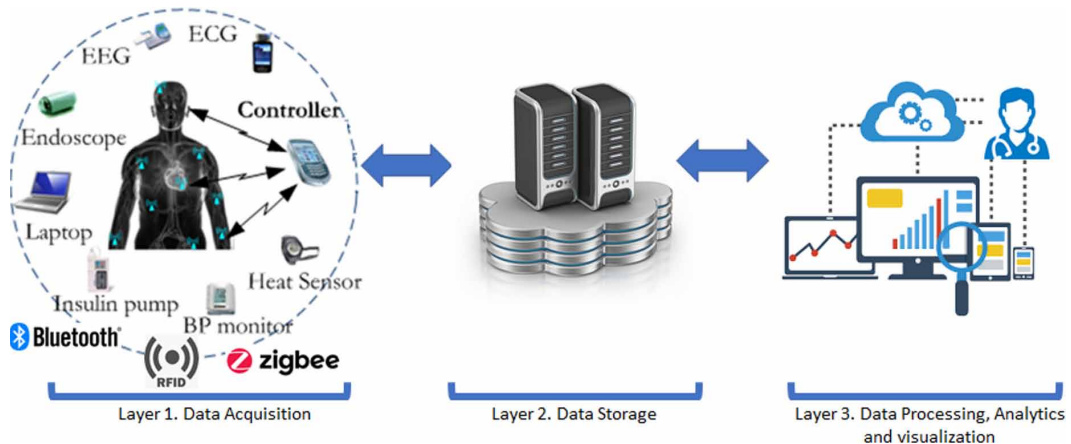 ECG
EEG
Controller
Endoscope
Laptop
Heat Sensor
Insulin pump
BP monitor
Bluetooth®
RFID
zigbee
Layer 1. Data Acquisition
Layer 2. Data Storage
Layer 3. Data Processing, Analytics
and visualization